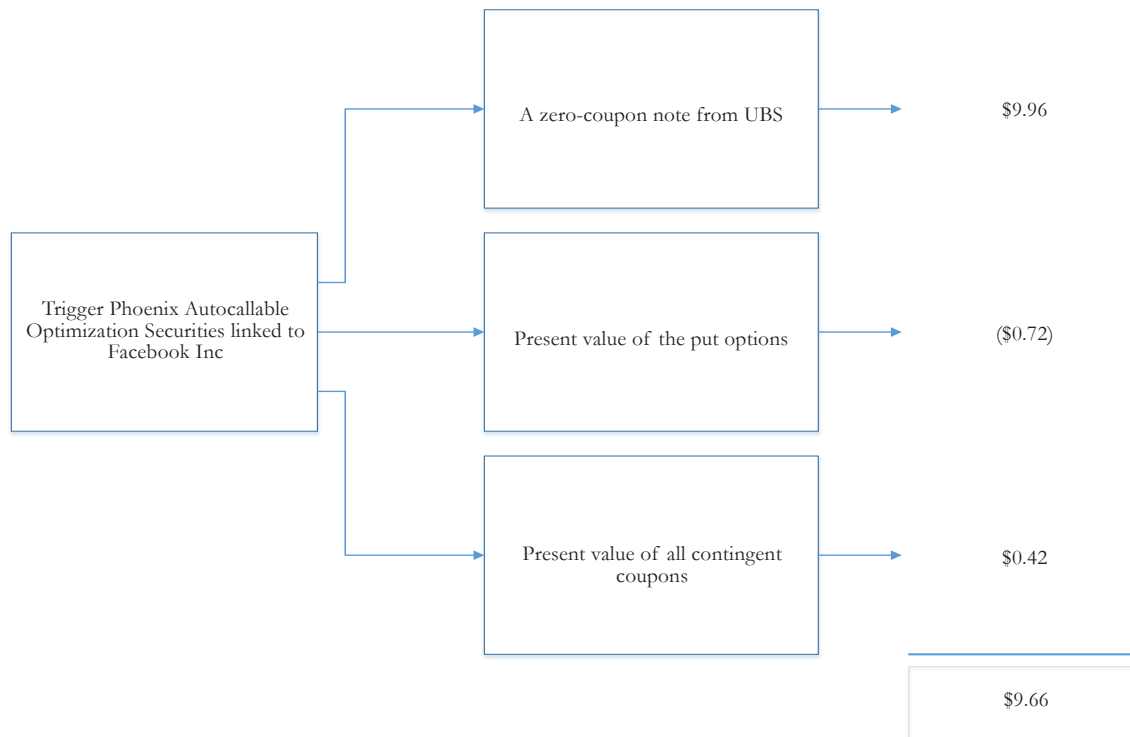 A zero-coupon note from UBS
$9.96
Trigger Phoenix Autocallable
Optimization Securities linked to
Facebook Inc
Present value of the put options
($0.72)
Present value of all contingent
coupons
$0.42
$9.66